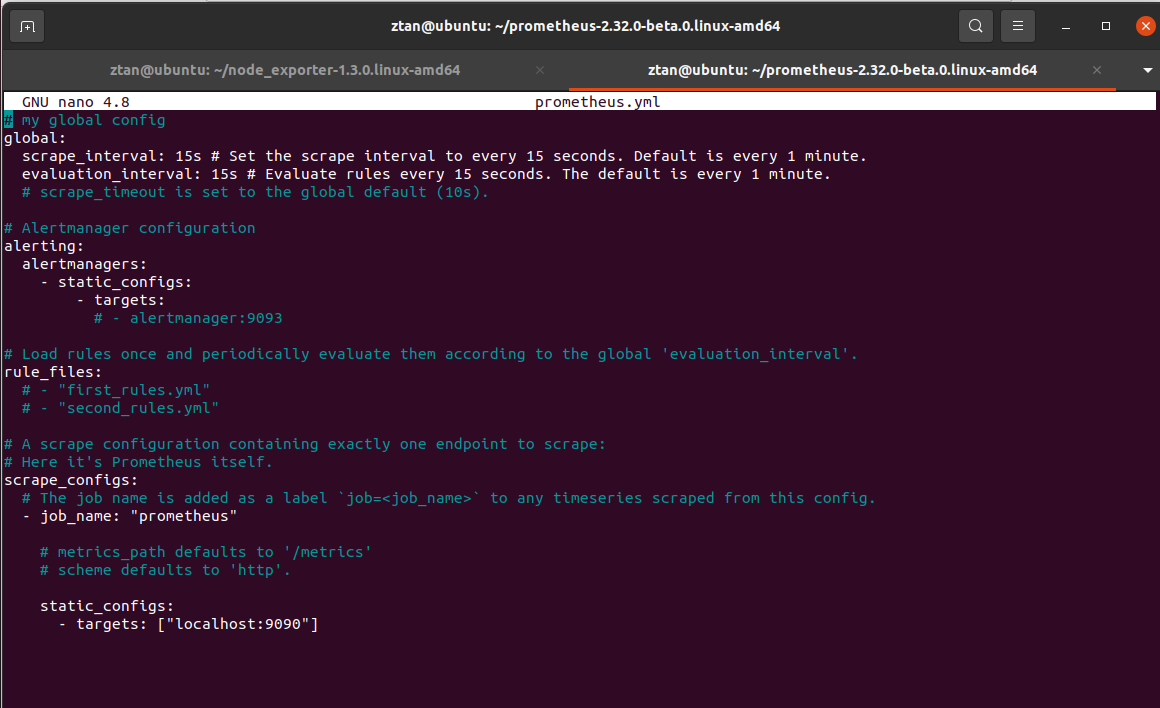 ztan@ubuntu: ~/prometheus-2.32.0-beta.0.linux-amd64
ztan@ubuntu: ~/node_exporter-1.3.0.linux-amd64
ztan@ubuntu: ~/prometheus-2.32.0-beta.0.linux-amd64
  GNU nano 4.8                                             prometheus.yml
# my global config
global:
  scrape_interval: 15s # Set the scrape interval to every 15 seconds. Default is every 1 minute.
  evaluation_interval: 15s # Evaluate rules every 15 seconds. The default is every 1 minute.
  # scrape_timeout is set to the global default (10s).

# Alertmanager configuration
alerting:
  alertmanagers:
    - static_configs:
        - targets:
          # - alertmanager:9093

# Load rules once and periodically evaluate them according to the global 'evaluation_interval'.
rule_files:
  # - "first_rules.yml"
  # - "second_rules.yml"

# A scrape configuration containing exactly one endpoint to scrape:
# Here it's Prometheus itself.
scrape_configs:
  # The job name is added as a label `job=<job_name>` to any timeseries scraped from this config.
  - job_name: "prometheus"

    # metrics_path defaults to '/metrics'
    # scheme defaults to 'http'.

    static_configs:
      - targets: ["localhost:9090"]